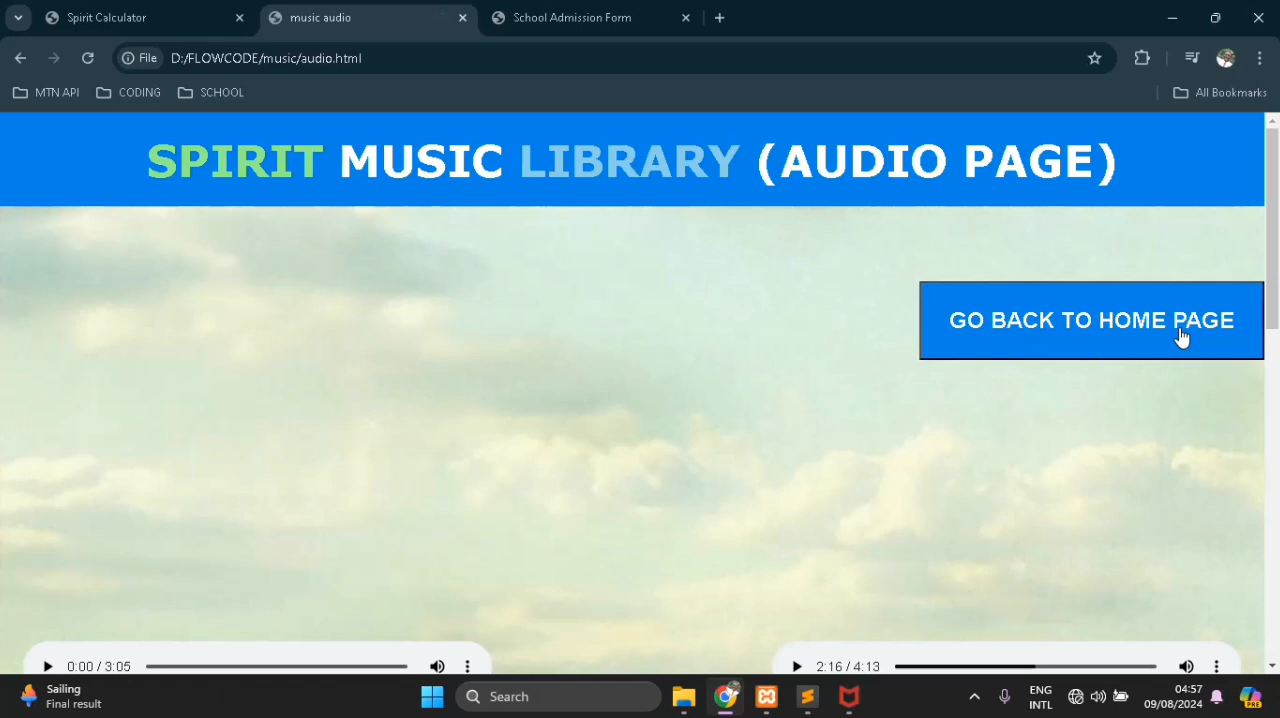 Spirit Calculator
music audio
School Admission Form
File
D:/FLOWCODE/music/audio.html
MTN API
CODING
SCHOOL
All Bookmarks
SPIRIT MUSIC LIBRARY (AUDIO PAGE)
GO BACK TO HOME PAGE
0:00 / 3:05
2:16 / 4:13
Sailing
Final result
Search
ENG
INTL
04:57
09/08/2024
PRE